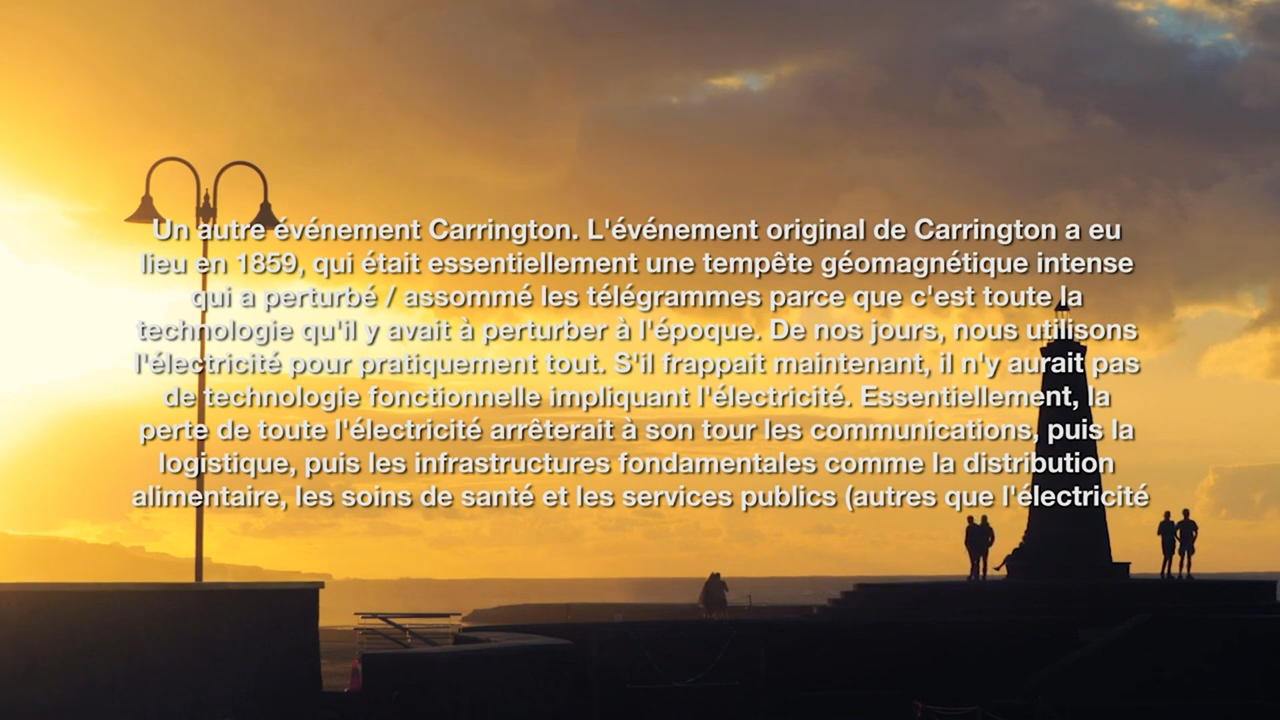 Un autre événement Carrington. L'événement original de Carrington a eu
lieu en 1859, qui était essentiellement une tempête géomagnétique intense
qui a perturbé / assommé les télégrammes parce que c'est toute la
technologie qu'il y avait à perturber à l'époque. De nos jours, nous utilisons
l'électricité pour pratiquement tout. S'il frappait maintenant, il n'y aurait pas
de technologie fonctionnelle impliquant l'électricité. Essentiellement, la
perte de toute l'électricité arrêterait à son tour les communications, puis la
logistique, puis les infrastructures fondamentales comme la distribution
alimentaire, les soins de santé et les services publics (autres que l'électricité